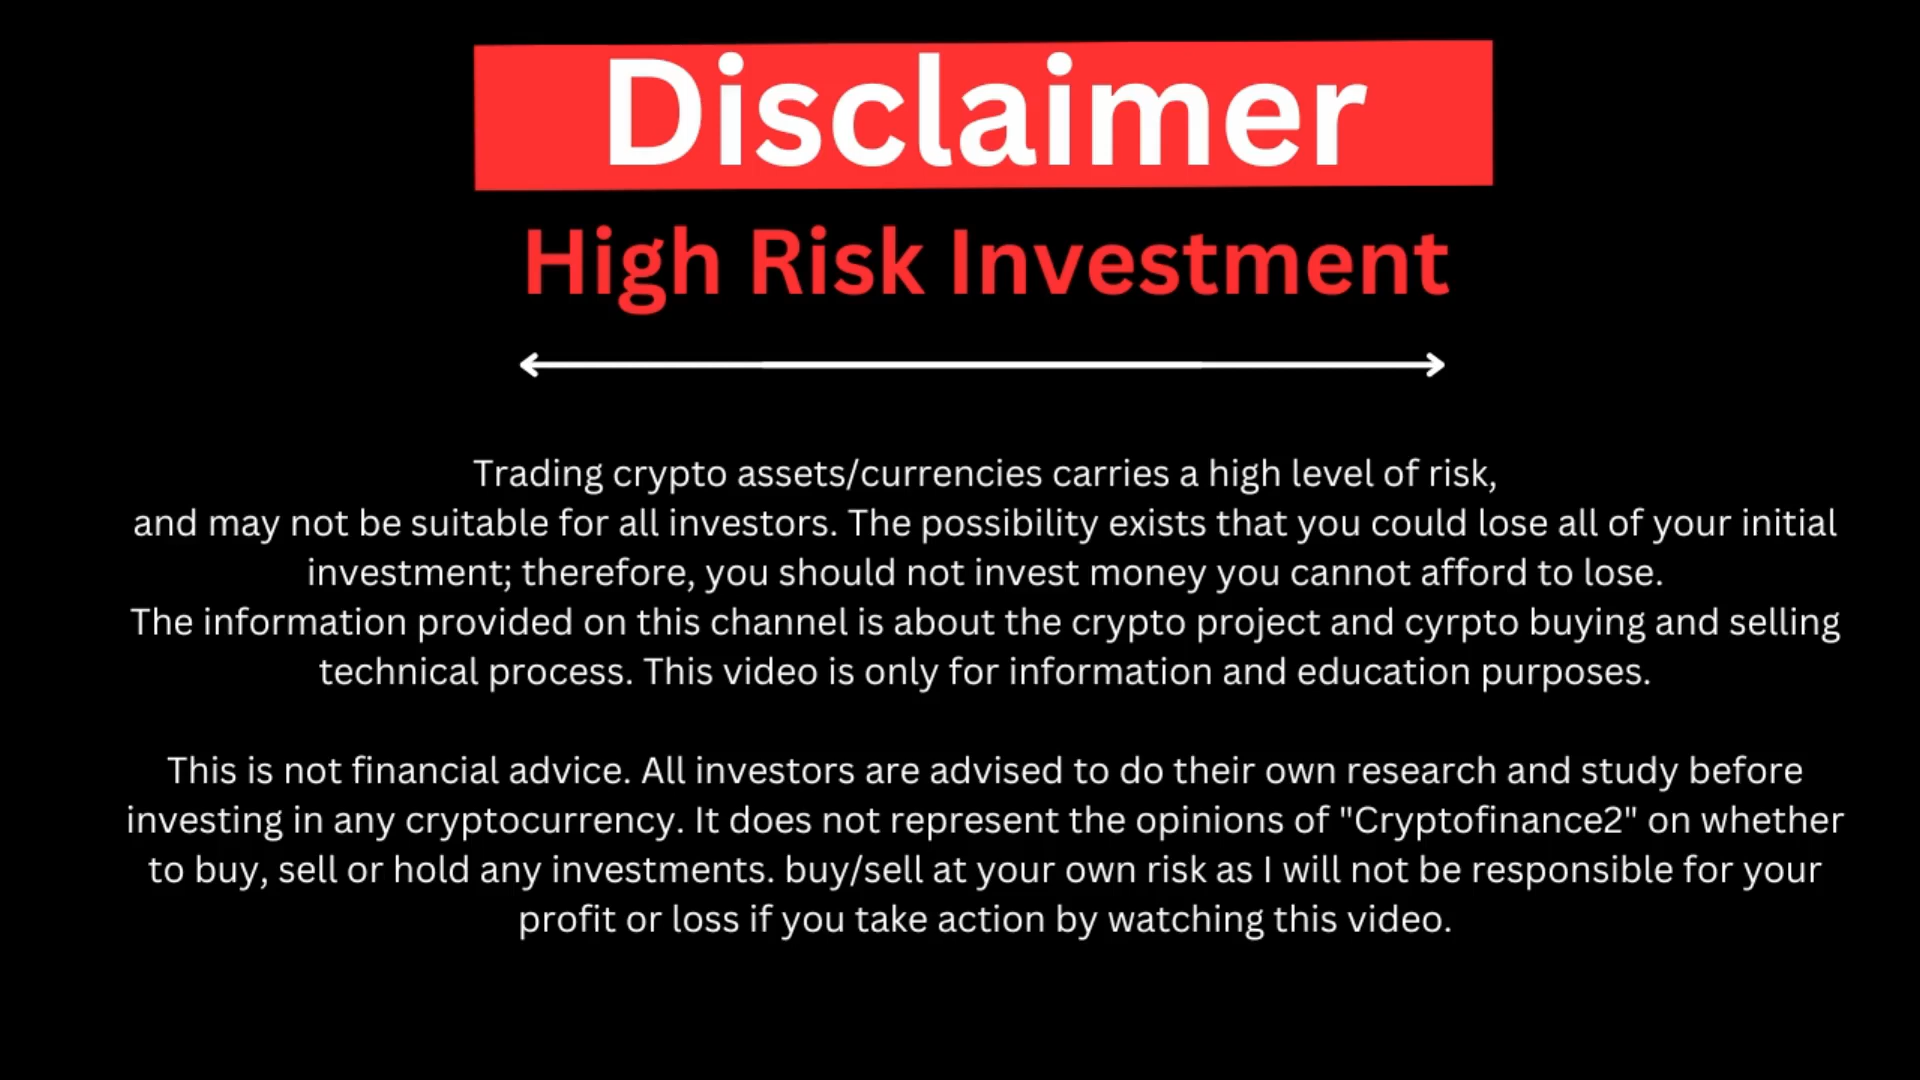 Disclaimer
High Risk Investment
Trading crypto assets/currencies carries a high level of risk,
and may not be suitable for all investors. The possibility exists that you could lose all of your initial
investment; therefore, you should not invest money you cannot afford to lose.
The information provided on this channel is about the crypto project and cyrpto buying and selling
technical process. This video is only for information and education purposes.
This is not financial advice. All investors are advised to do their own research and study before
investing in any cryptocurrency. It does not represent the opinions of "Cryptofinance2" on whether
to buy, sell or hold any investments. buy/sell at your own risk as I will not be responsible for your
profit or loss if you take action by watching this video.